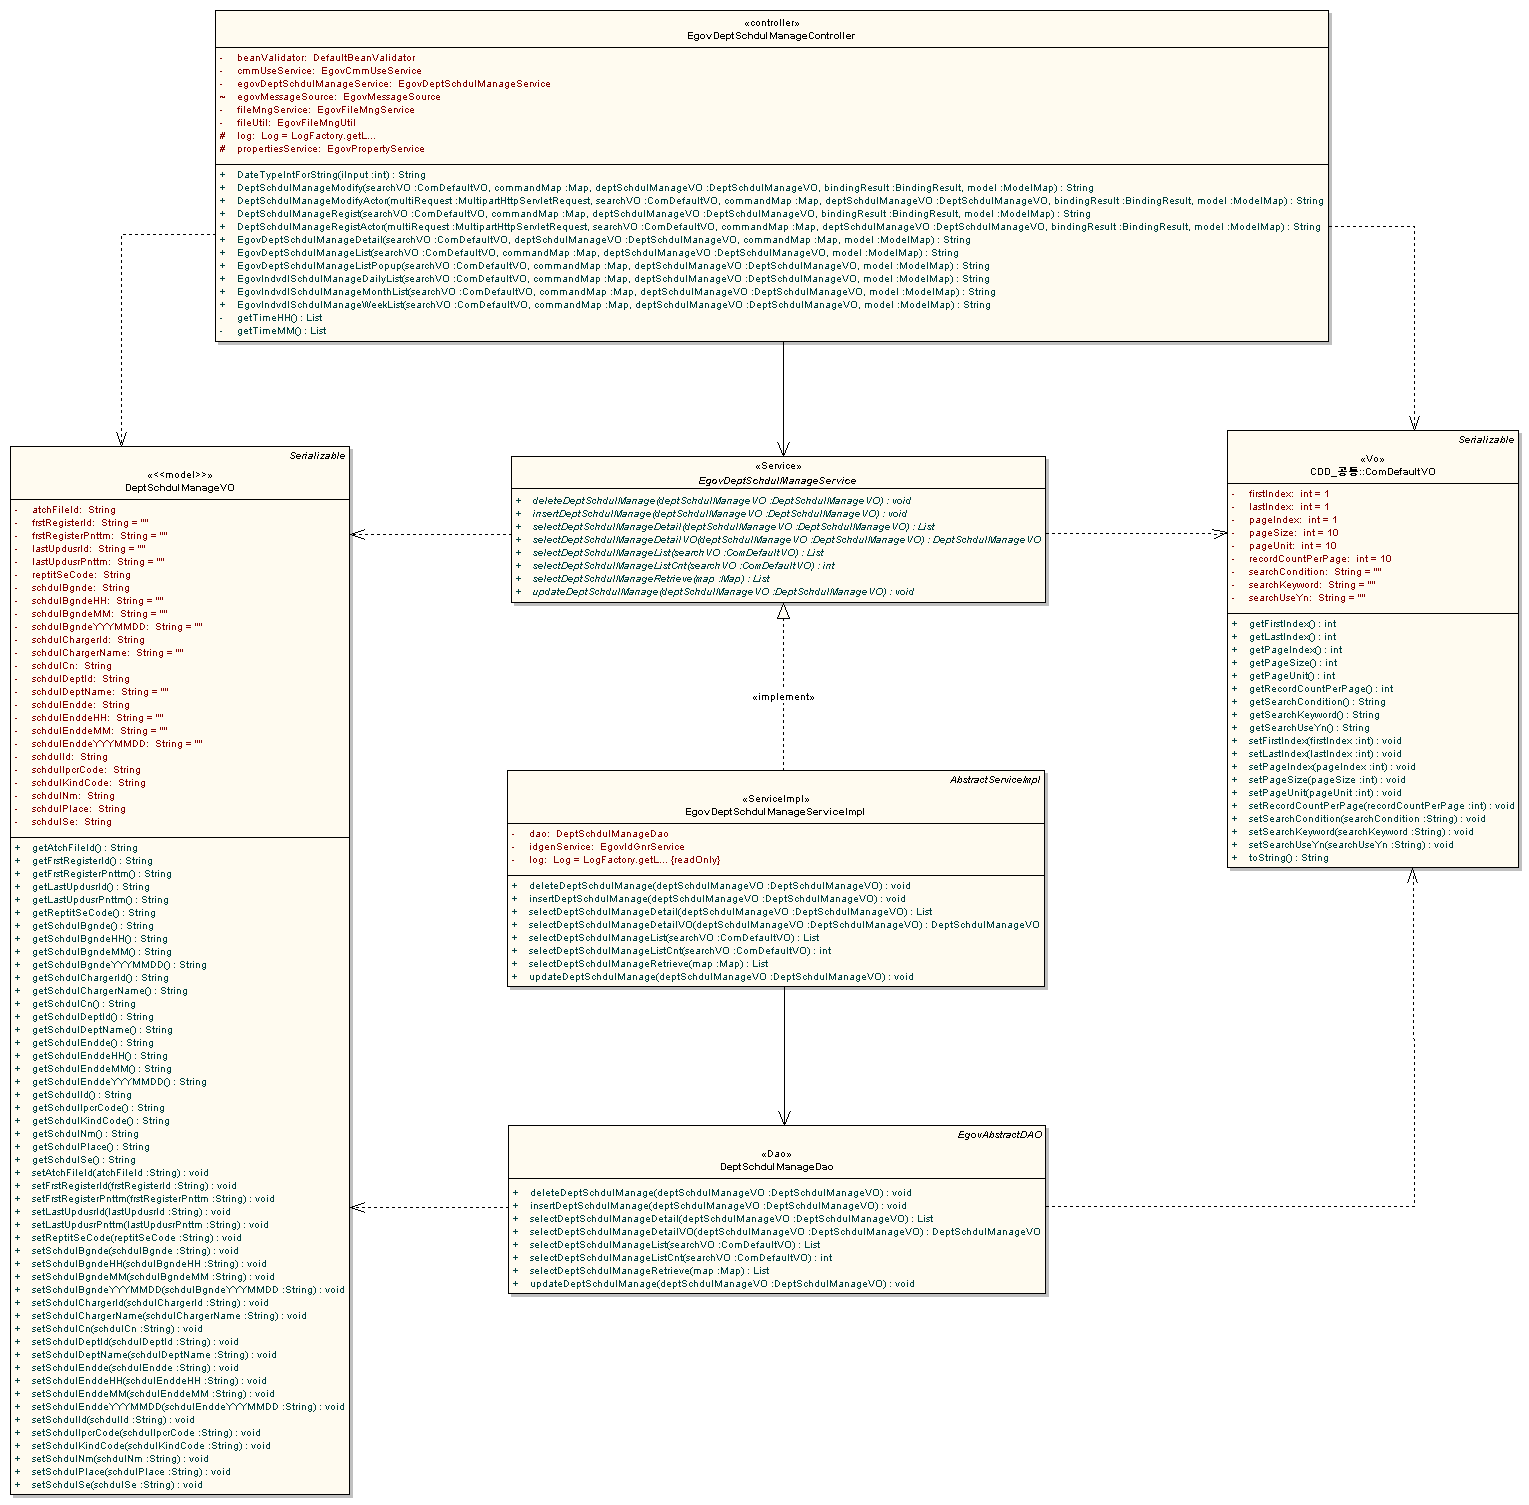 «controller»
EgovDeptSchdulManageController
- beanValidator: DefaultBeanValidator
- cmmUseService: EgovCmmUseService
- egovDeptSchdulManageService: EgovDeptSchdulManageService
~ egovMessageSource: EgovMessageSource
- fileMngService: EgovFileMngService
- fileUtil: EgovFileMngUtil
# log: Log = LogFactory.getL...
# propertiesService: EgovPropertyService
+ DateTypeIntForString(iInput :int) : String
+ DeptSchdulManageModify(searchVO :ComDefaultVO, commandMap :Map, deptSchdulManageVO :DeptSchdulManageVO, bindingResult :BindingResult, model :ModelMap) : String
+ DeptSchdulManageModifyActor(multiRequest :MultipartHttpServletRequest, searchVO :ComDefaultVO, commandMap :Map, deptSchdulManageVO :DeptSchdulManageVO, bindingResult :BindingResult, model :ModelMap) : String
+ DeptSchdulManageRegist(searchVO :ComDefaultVO, commandMap :Map, deptSchdulManageVO :DeptSchdulManageVO, bindingResult :BindingResult, model :ModelMap) : String
+ DeptSchdulManageRegistActor(multiRequest :MultipartHttpServletRequest, searchVO :ComDefaultVO, commandMap :Map, deptSchdulManageVO :DeptSchdulManageVO, bindingResult :BindingResult, model :ModelMap) : String
+ EgovDeptSchdulManageDetail(searchVO :ComDefaultVO, deptSchdulManageVO :DeptSchdulManageVO, commandMap :Map, model :ModelMap) : String
+ EgovDeptSchdulManageList(searchVO :ComDefaultVO, commandMap :Map, deptSchdulManageVO :DeptSchdulManageVO, model :ModelMap) : String
+ EgovDeptSchdulManageListPopup(searchVO :ComDefaultVO, commandMap :Map, deptSchdulManageVO :DeptSchdulManageVO, model :ModelMap) : String
+ EgovIndvdlSchdulManageDailyList(searchVO :ComDefaultVO, commandMap :Map, deptSchdulManageVO :DeptSchdulManageVO, model :ModelMap) : String
+ EgovIndvdlSchdulManageMonthList(searchVO :ComDefaultVO, commandMap :Map, deptSchdulManageVO :DeptSchdulManageVO, model :ModelMap) : String
+ EgovIndvdlSchdulManageWeekList(searchVO :ComDefaultVO, commandMap :Map, deptSchdulManageVO :DeptSchdulManageVO, model :ModelMap) : String
- getTimeHH() : List
- getTimeMM() : List
Serializable
«<<model>>»
DeptSchdulManageVO
- atchFileId: String
- frstRegisterId: String = ""
- frstRegisterPnttm: String = ""
- lastUpdusrId: String = ""
- lastUpdusrPnttm: String = ""
- reptitSeCode: String
- schdulBgnde: String
- schdulBgndeHH: String = ""
- schdulBgndeMM: String = ""
- schdulBgndeYYYMMDD: String = ""
- schdulChargerId: String
- schdulChargerName: String = ""
- schdulCn: String
- schdulDeptId: String
- schdulDeptName: String = ""
- schdulEndde: String
- schdulEnddeHH: String = ""
- schdulEnddeMM: String = ""
- schdulEnddeYYYMMDD: String = ""
- schdulId: String
- schdulIpcrCode: String
- schdulKindCode: String
- schdulNm: String
- schdulPlace: String
- schdulSe: String
+ getAtchFileId() : String
+ getFrstRegisterId() : String
+ getFrstRegisterPnttm() : String
+ getLastUpdusrId() : String
+ getLastUpdusrPnttm() : String
+ getReptitSeCode() : String
+ getSchdulBgnde() : String
+ getSchdulBgndeHH() : String
+ getSchdulBgndeMM() : String
+ getSchdulBgndeYYYMMDD() : String
+ getSchdulChargerId() : String
+ getSchdulChargerName() : String
+ getSchdulCn() : String
+ getSchdulDeptId() : String
+ getSchdulDeptName() : String
+ getSchdulEndde() : String
+ getSchdulEnddeHH() : String
+ getSchdulEnddeMM() : String
+ getSchdulEnddeYYYMMDD() : String
+ getSchdulId() : String
+ getSchdulIpcrCode() : String
+ getSchdulKindCode() : String
+ getSchdulNm() : String
+ getSchdulPlace() : String
+ getSchdulSe() : String
+ setAtchFileId(atchFileId :String) : void
+ setFrstRegisterId(frstRegisterId :String) : void
+ setFrstRegisterPnttm(frstRegisterPnttm :String) : void
+ setLastUpdusrId(lastUpdusrId :String) : void
+ setLastUpdusrPnttm(lastUpdusrPnttm :String) : void
+ setReptitSeCode(reptitSeCode :String) : void
+ setSchdulBgnde(schdulBgnde :String) : void
+ setSchdulBgndeHH(schdulBgndeHH :String) : void
+ setSchdulBgndeMM(schdulBgndeMM :String) : void
+ setSchdulBgndeYYYMMDD(schdulBgndeYYYMMDD :String) : void
+ setSchdulChargerId(schdulChargerId :String) : void
+ setSchdulChargerName(schdulChargerName :String) : void
+ setSchdulCn(schdulCn :String) : void
+ setSchdulDeptId(schdulDeptId :String) : void
+ setSchdulDeptName(schdulDeptName :String) : void
+ setSchdulEndde(schdulEndde :String) : void
+ setSchdulEnddeHH(schdulEnddeHH :String) : void
+ setSchdulEnddeMM(schdulEnddeMM :String) : void
+ setSchdulEnddeYYYMMDD(schdulEnddeYYYMMDD :String) : void
+ setSchdulId(schdulId :String) : void
+ setSchdulIpcrCode(schdulIpcrCode :String) : void
+ setSchdulKindCode(schdulKindCode :String) : void
+ setSchdulNm(schdulNm :String) : void
+ setSchdulPlace(schdulPlace :String) : void
+ setSchdulSe(schdulSe :String) : void
«Service»
EgovDeptSchdulManageService
+ deleteDeptSchdulManage(deptSchdulManageVO :DeptSchdulManageVO) : void
+ insertDeptSchdulManage(deptSchdulManageVO :DeptSchdulManageVO) : void
+ selectDeptSchdulManageDetail(deptSchdulManageVO :DeptSchdulManageVO) : List
+ selectDeptSchdulManageDetailVO(deptSchdulManageVO :DeptSchdulManageVO) : DeptSchdulManageVO
+ selectDeptSchdulManageList(searchVO :ComDefaultVO) : List
+ selectDeptSchdulManageListCnt(searchVO :ComDefaultVO) : int
+ selectDeptSchdulManageRetrieve(map :Map) : List
+ updateDeptSchdulManage(deptSchdulManageVO :DeptSchdulManageVO) : void
«implement»
AbstractServiceImpl
«ServiceImpl»
EgovDeptSchdulManageServiceImpl
- dao: DeptSchdulManageDao
- idgenService: EgovIdGnrService
- log: Log = LogFactory.getL... {readOnly}
+ deleteDeptSchdulManage(deptSchdulManageVO :DeptSchdulManageVO) : void
+ insertDeptSchdulManage(deptSchdulManageVO :DeptSchdulManageVO) : void
+ selectDeptSchdulManageDetail(deptSchdulManageVO :DeptSchdulManageVO) : List
+ selectDeptSchdulManageDetailVO(deptSchdulManageVO :DeptSchdulManageVO) : DeptSchdulManageVO
+ selectDeptSchdulManageList(searchVO :ComDefaultVO) : List
+ selectDeptSchdulManageListCnt(searchVO :ComDefaultVO) : int
+ selectDeptSchdulManageRetrieve(map :Map) : List
+ updateDeptSchdulManage(deptSchdulManageVO :DeptSchdulManageVO) : void
EgovAbstractDAO
«Dao»
DeptSchdulManageDao
+ deleteDeptSchdulManage(deptSchdulManageVO :DeptSchdulManageVO) : void
+ insertDeptSchdulManage(deptSchdulManageVO :DeptSchdulManageVO) : void
+ selectDeptSchdulManageDetail(deptSchdulManageVO :DeptSchdulManageVO) : List
+ selectDeptSchdulManageDetailVO(deptSchdulManageVO :DeptSchdulManageVO) : DeptSchdulManageVO
+ selectDeptSchdulManageList(searchVO :ComDefaultVO) : List
+ selectDeptSchdulManageListCnt(searchVO :ComDefaultVO) : int
+ selectDeptSchdulManageRetrieve(map :Map) : List
+ updateDeptSchdulManage(deptSchdulManageVO :DeptSchdulManageVO) : void
Serializable
«Vo»
CDD_공통::ComDefaultVO
- firstIndex: int = 1
- lastIndex: int = 1
- pageIndex: int = 1
- pageSize: int = 10
- pageUnit: int = 10
- recordCountPerPage: int = 10
- searchCondition: String = ""
- searchKeyword: String = ""
- searchUseYn: String = ""
+ getFirstIndex() : int
+ getLastIndex() : int
+ getPageIndex() : int
+ getPageSize() : int
+ getPageUnit() : int
+ getRecordCountPerPage() : int
+ getSearchCondition() : String
+ getSearchKeyword() : String
+ getSearchUseYn() : String
+ setFirstIndex(firstIndex :int) : void
+ setLastIndex(lastIndex :int) : void
+ setPageIndex(pageIndex :int) : void
+ setPageSize(pageSize :int) : void
+ setPageUnit(pageUnit :int) : void
+ setRecordCountPerPage(recordCountPerPage :int) : void
+ setSearchCondition(searchCondition :String) : void
+ setSearchKeyword(searchKeyword :String) : void
+ setSearchUseYn(searchUseYn :String) : void
+ toString() : String